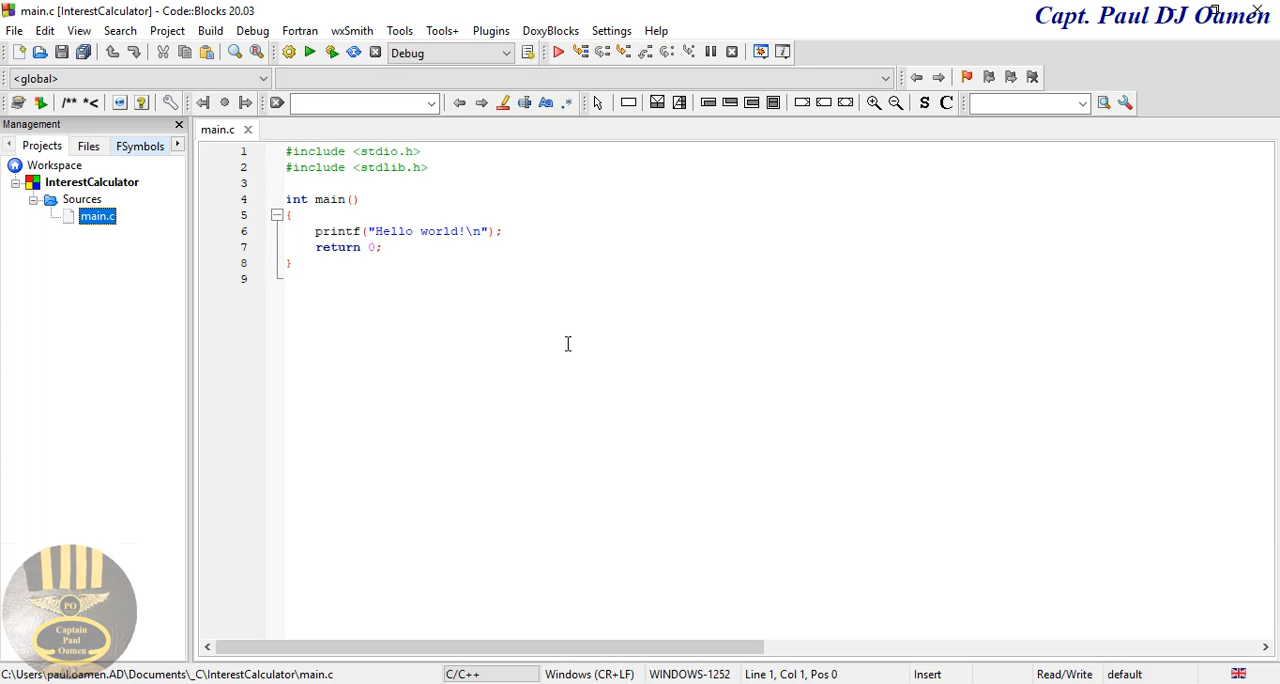 main.c [InterestCalculator] - Code::Blocks 20.03
Capt. Paul DJ Oamen
File Edit View Search Project Build Debug Fortran wxSmith Tools Tools+ Plugins DoxyBlocks Settings Help
Debug
<global>
/** *< S C
Management
main.c
Projects Files FSymbols
Workspace
InterestCalculator
Sources
main.c
1 #include <stdio.h>
2 #include <stdlib.h>
3
4 int main()
5 {
6 printf("Hello world!\n");
7 return 0;
8 }
9
PO
Captain
Paul
Oamen
C:\Users\paul.oamen.AD\Documents\_C\InterestCalculator\main.c C/C++ Windows (CR+LF) WINDOWS-1252 Line 1, Col 1, Pos 0 Insert Read/Write default